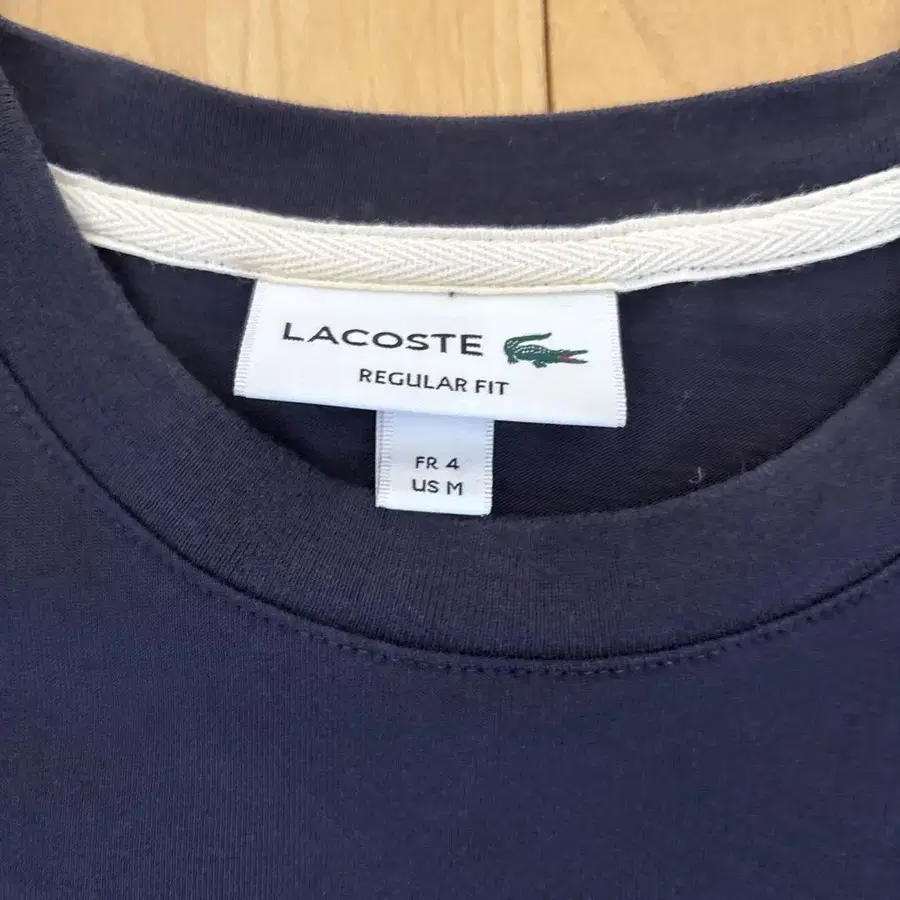 LACOSTE
REGULAR FIT
FR 4
US M